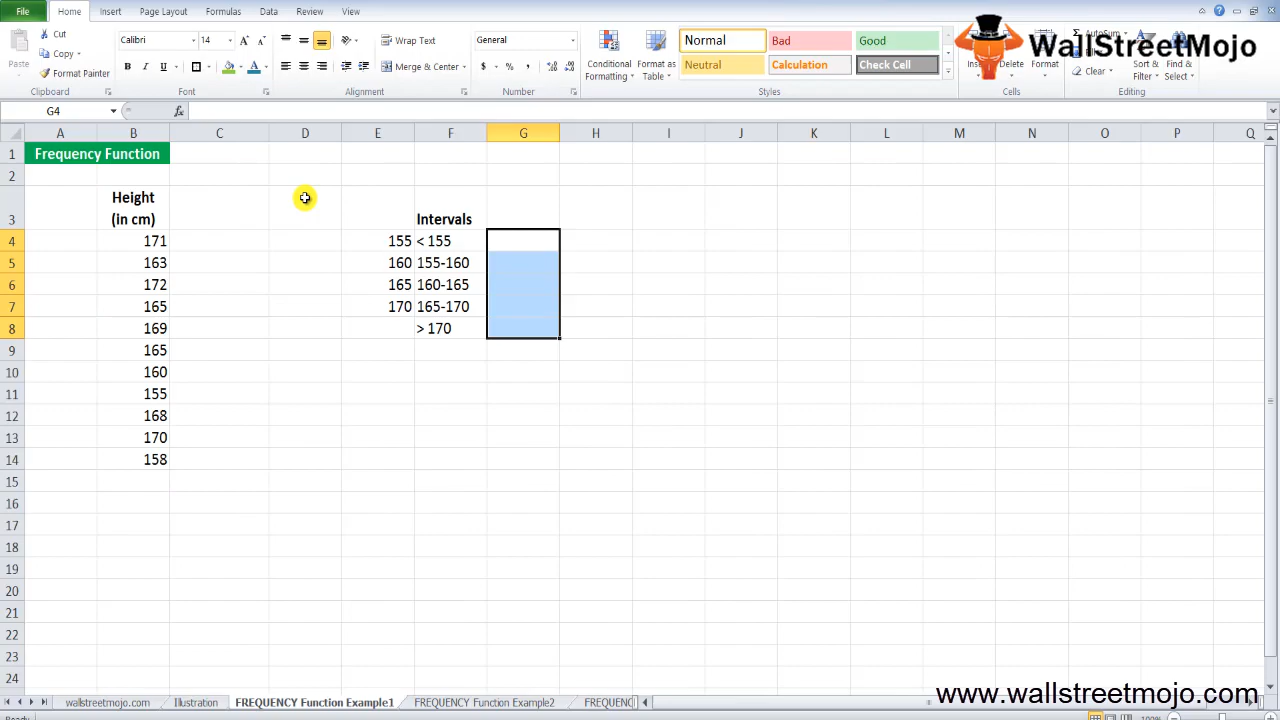 File Home Insert Page Layout Formulas Data Review View
Cut Calibri 14 Wrap Text General Normal Bad Good AutoSum
Paste Copy Conditional Format as Neutral Calculation Check Cell Delete Format Sort & Find &
Format Painter B I U A Merge & Center $ % , Formatting Table Clear Filter Select
Clipboard Font Alignment Number Styles Cells Editing
WallStreetMojo
G4 fx
A B C D E F G H I J K L M N O P Q
1 Frequency Function
2
Height
3 (in cm) Intervals
4 171 155 < 155
5 163 160 155-160
6 172 165 160-165
7 165 170 165-170
8 169 > 170
9 165
10 160
11 155
12 168
13 170
14 158
15
16
17
18
19
20
21
22
23
24
wallstreetmojo.com Illustration FREQUENCY Function Example1 FREQUENCY Function Example2
www.wallstreetmojo.com
100%